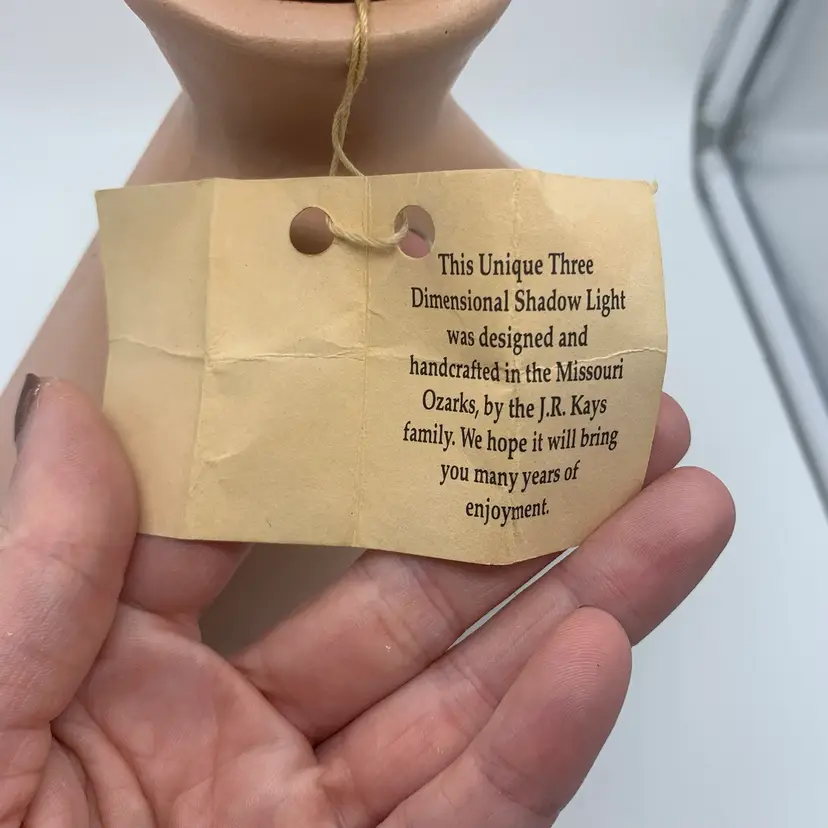 This Unique Three
Dimensional Shadow Light
was designed and
handcrafted in the Missouri
Ozarks, by the J.R. Kays
family. We hope it will bring
you many years of
enjoyment.